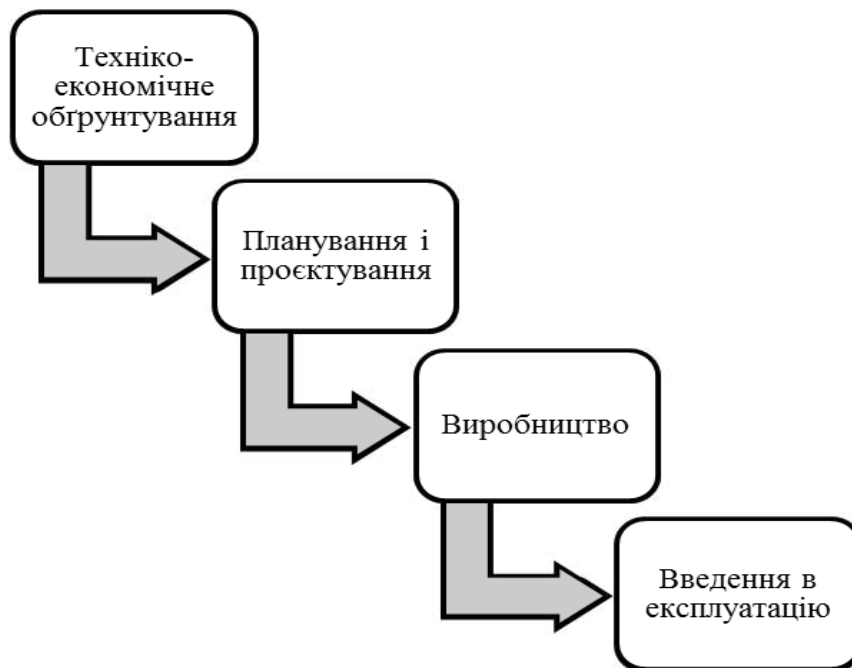 Техніко-
економічне
обґрунтування
Планування і
проєктування
Виробництво
Введення в
експлуатацію